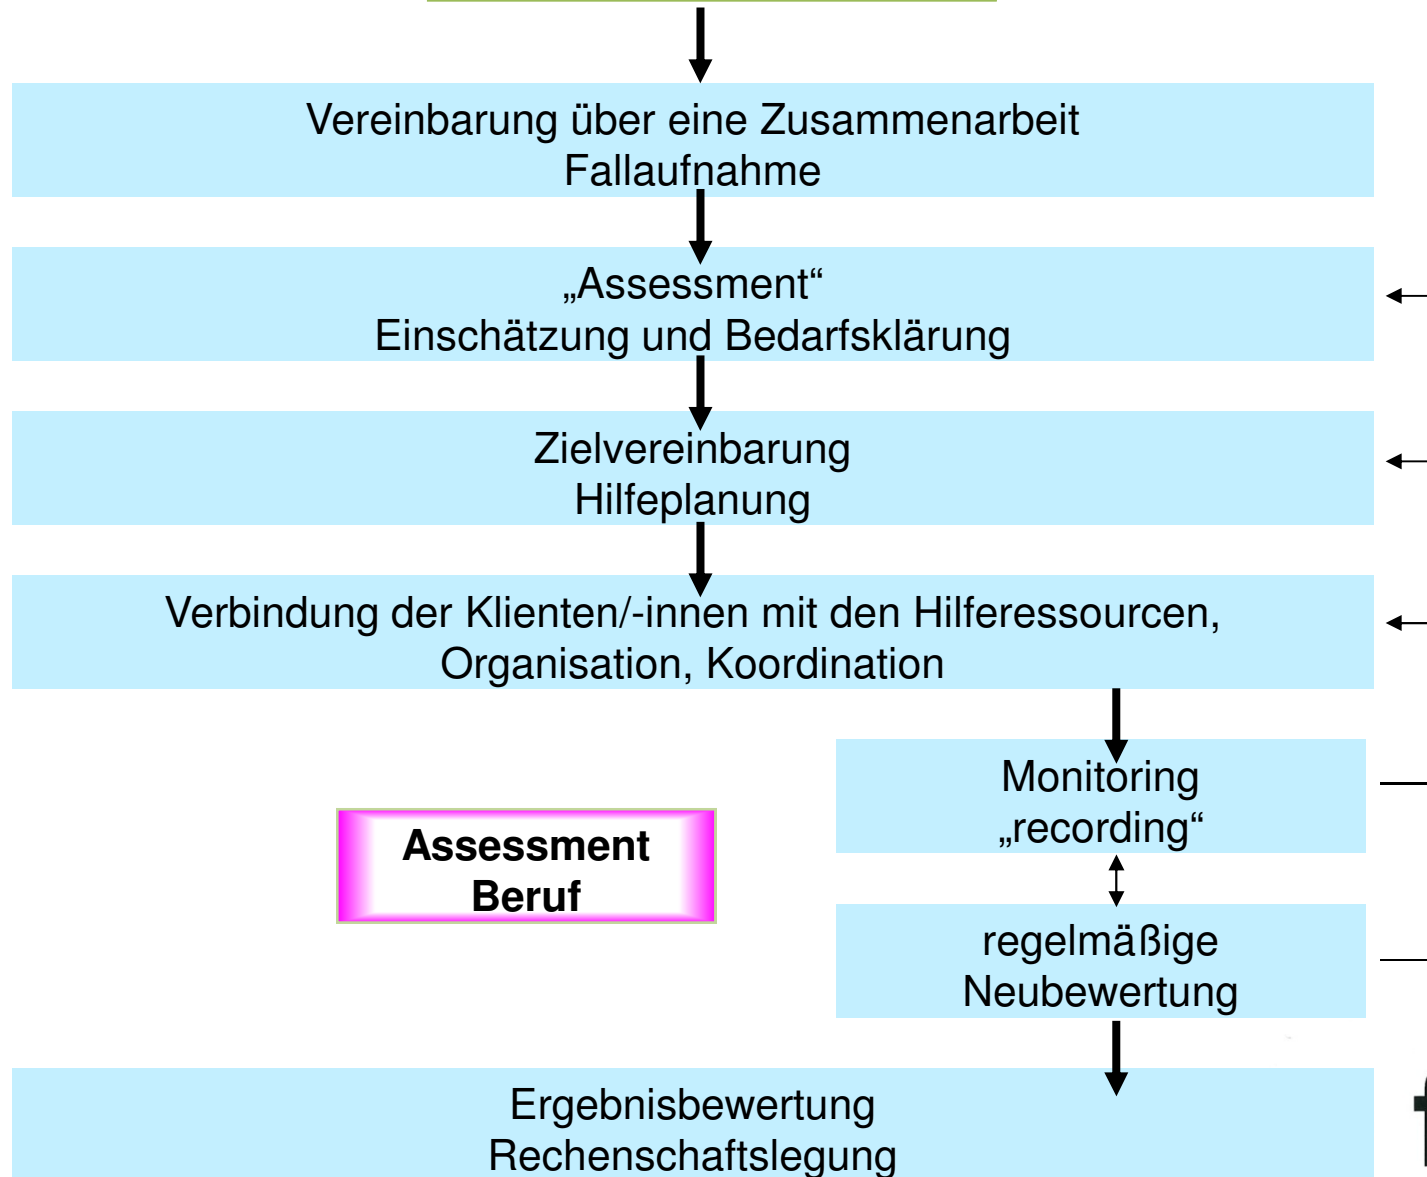 Vereinbarung über eine Zusammenarbeit
Fallaufnahme
„Assessment“
Einschätzung und Bedarfsklärung
Zielvereinbarung
Hilfeplanung
Verbindung der Klienten/-innen mit den Hilferessourcen,
Organisation, Koordination
Monitoring
„recording“
Assessment
Beruf
regelmäßige
Neubewertung
Ergebnisbewertung
Rechenschaftslegung